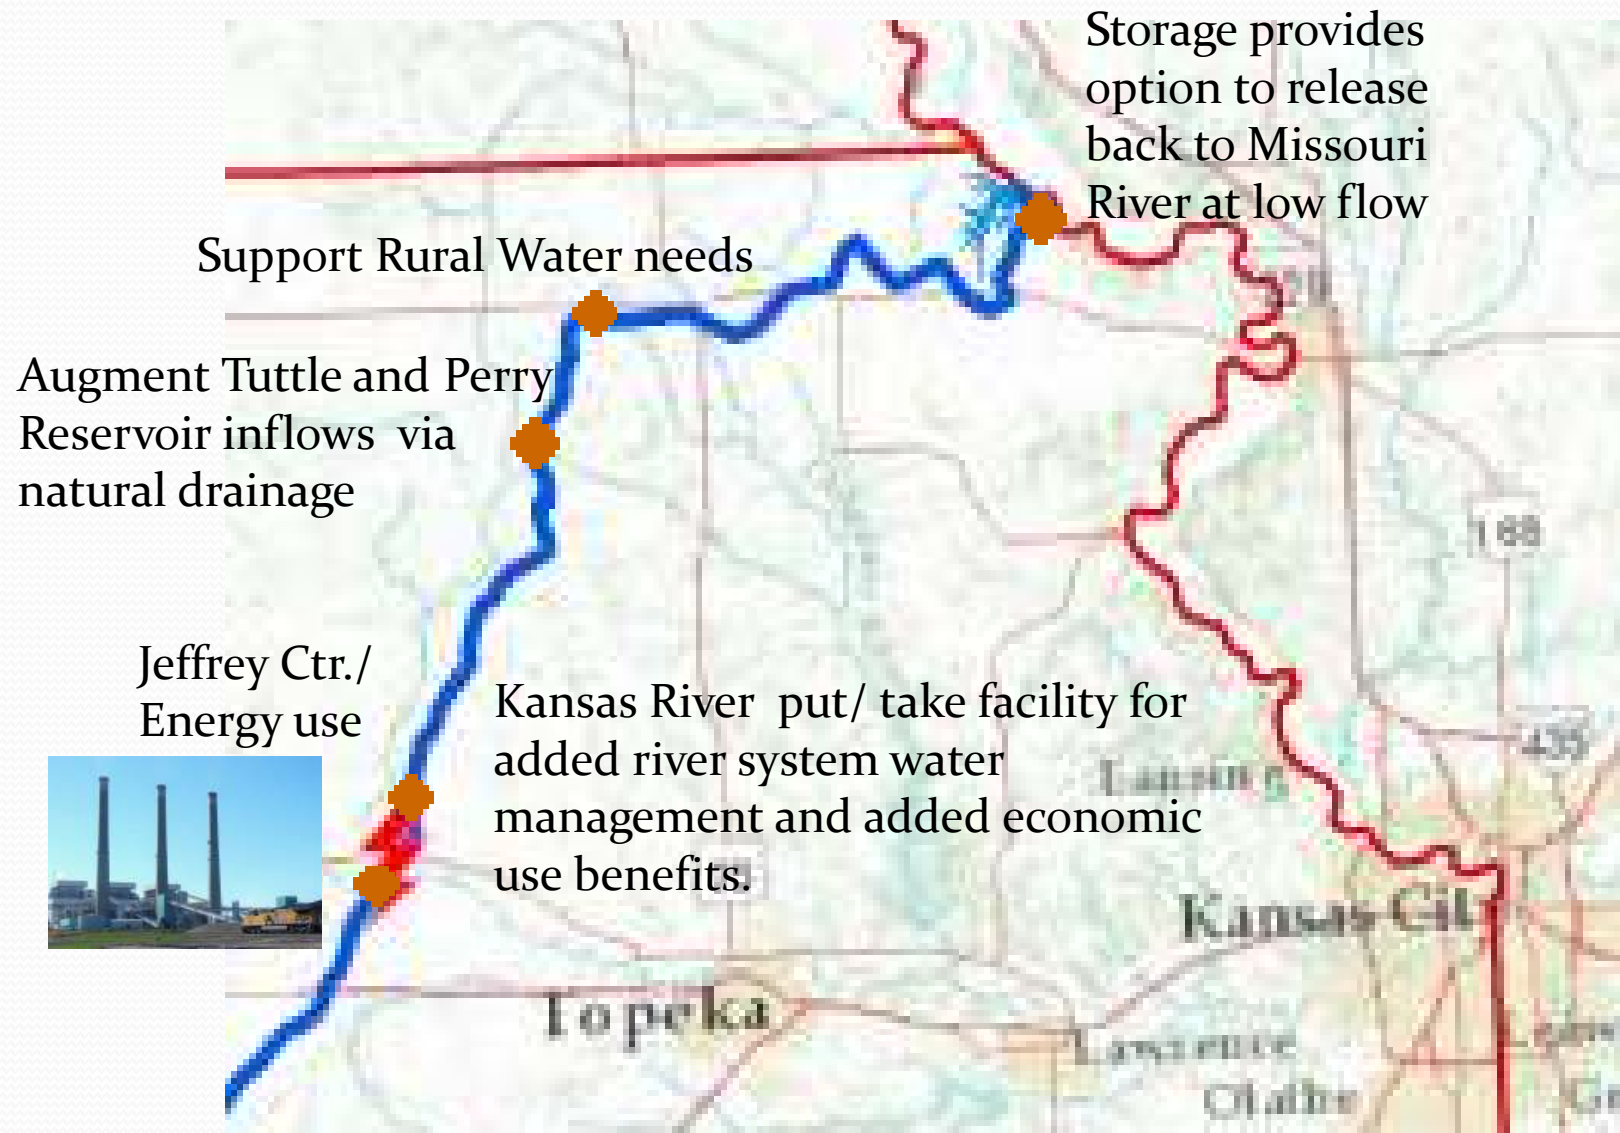 Storage provides
option to release
back to Missouri
River at low flow
Support Rural Water needs
Augment Tuttle and Perry
Reservoir inflows via
natural drainage
Jeffrey Ctr./
Energy use
Kansas River put/ take facility for
added river system water
management and added economic
use benefits.
Lansing
435
Kansas Cit
Topeka
Lawrence
Olathe